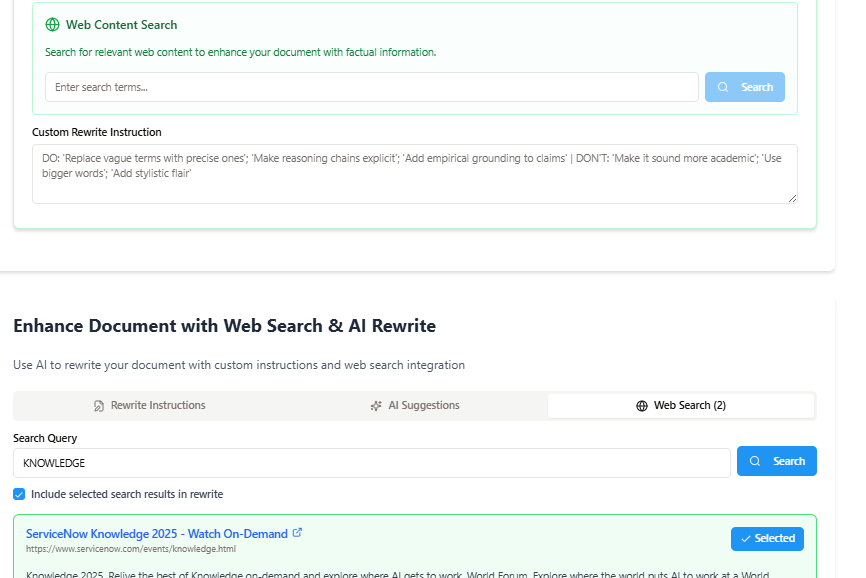 Web Content Search
Search for relevant web content to enhance your document with factual information.
Enter search terms...
Search
Custom Rewrite Instruction
DO: 'Replace vague terms with precise ones'; 'Make reasoning chains explicit'; 'Add empirical grounding to claims' | DON'T: 'Make it sound more academic'; 'Use
bigger words'; 'Add stylistic flair'
Enhance Document with Web Search & AI Rewrite
Use AI to rewrite your document with custom instructions and web search integration
Rewrite Instructions
AI Suggestions
Web Search (2)
Search Query
KNOWLEDGE
Search
Include selected search results in rewrite
ServiceNow Knowledge 2025 - Watch On-Demand
Selected
https://www.servicenow.com/events/knowledge.html
Knowledge 2025. Relive the best of Knowledge on-demand and explore where AI gets to work. World Forum. Explore where the world puts AI to work at a World